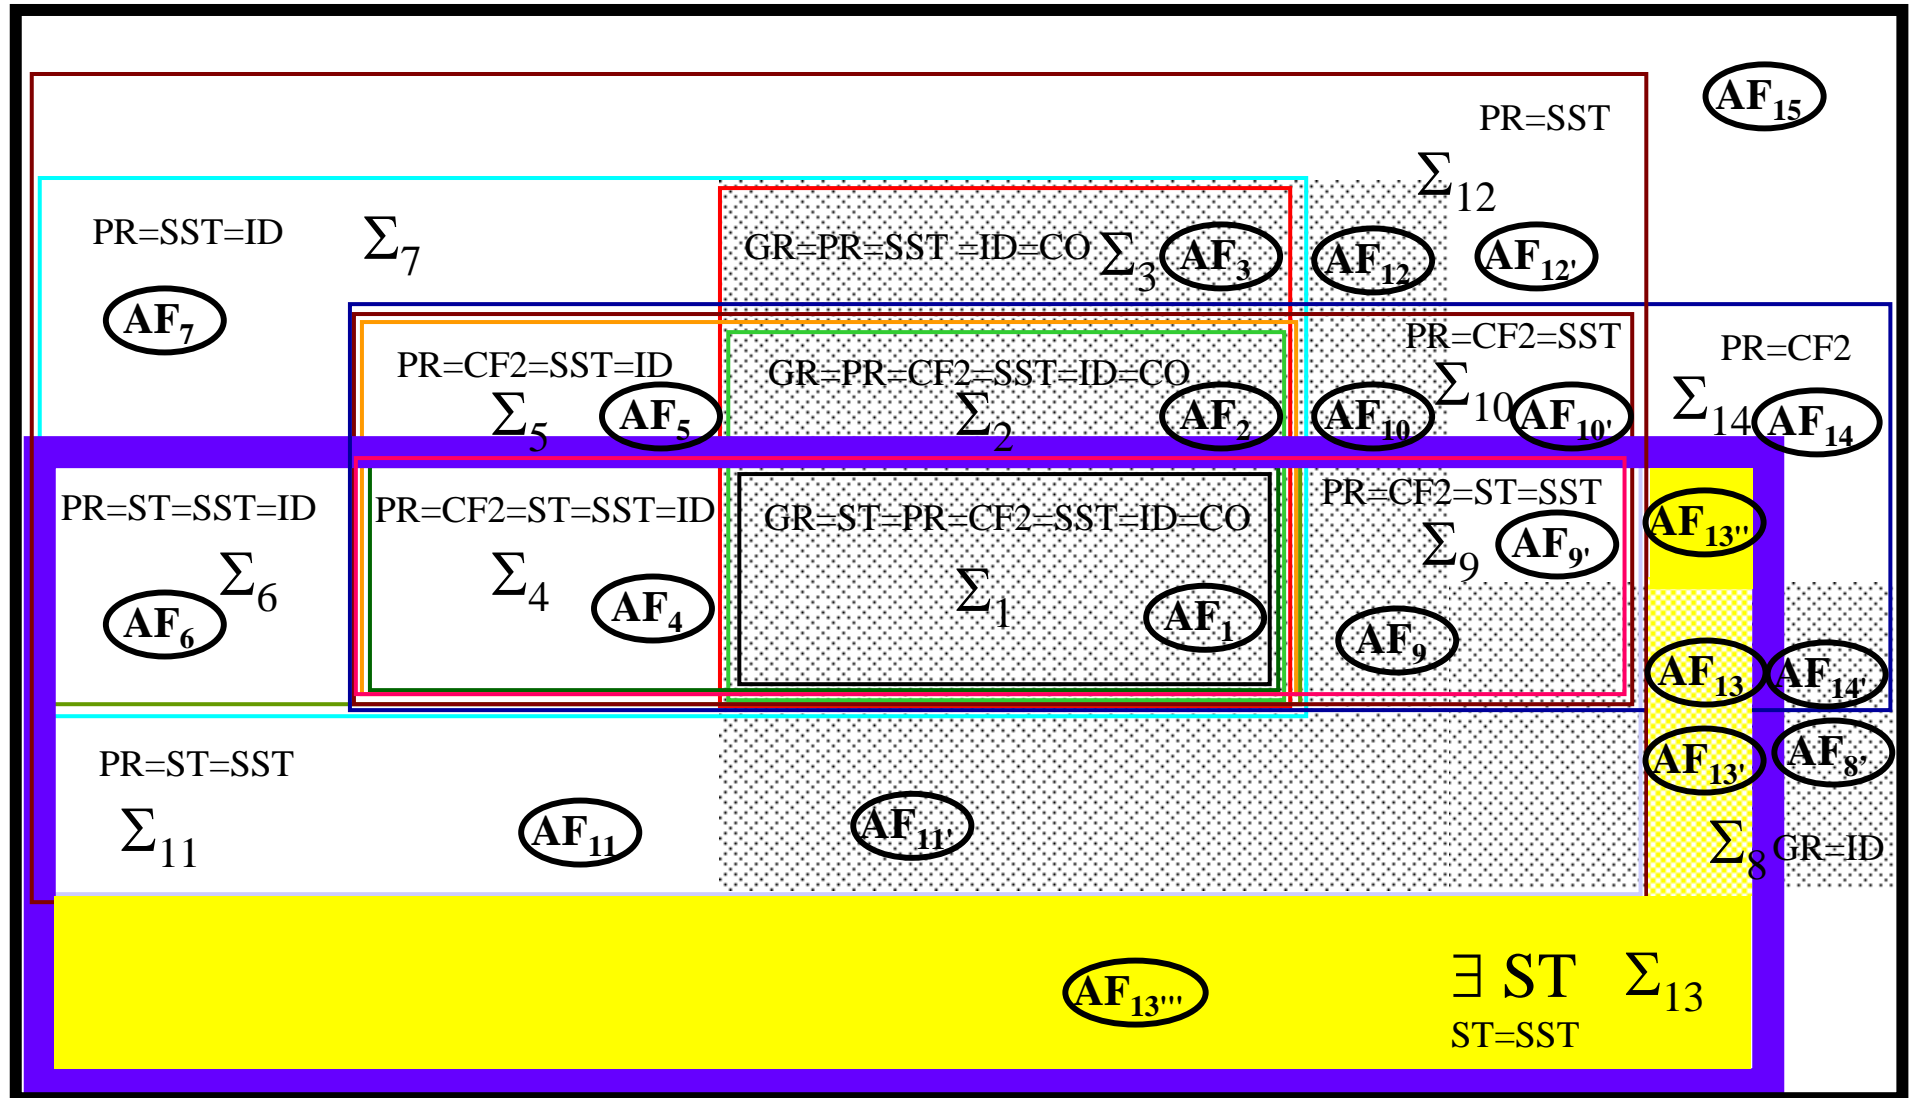 AF15
PR=SST
Σ12
PR=SST=ID
Σ7
GR=PR=SST =ID=CO
Σ3
AF3
AF12
AF12'
AF7
PR=CF2=SST=ID
Σ5
AF5
GR=PR=CF2=SST=ID=CO
Σ2
AF2
AF10
PR=CF2=SST
Σ10
AF10'
PR=CF2
Σ14
AF14
PR=ST=SST=ID
Σ6
AF6
PR=CF2=ST=SST=ID
Σ4
AF4
GR=ST=PR=CF2=SST=ID=CO
Σ1
AF1
PR=CF2=ST=SST
Σ9
AF9'
AF9
AF13''
AF13
AF14'
PR=ST=SST
Σ11
AF11
AF11'
AF13'
AF8'
Σ8
GR=ID
AF13'''
∃ ST Σ13
ST=SST